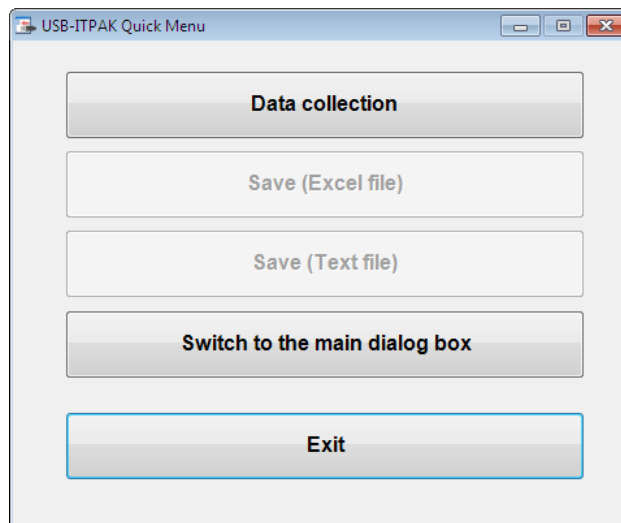 USB-ITPAK Quick Menu
Data collection
Save (Excel file)
Save (Text file)
Switch to the main dialog box
Exit